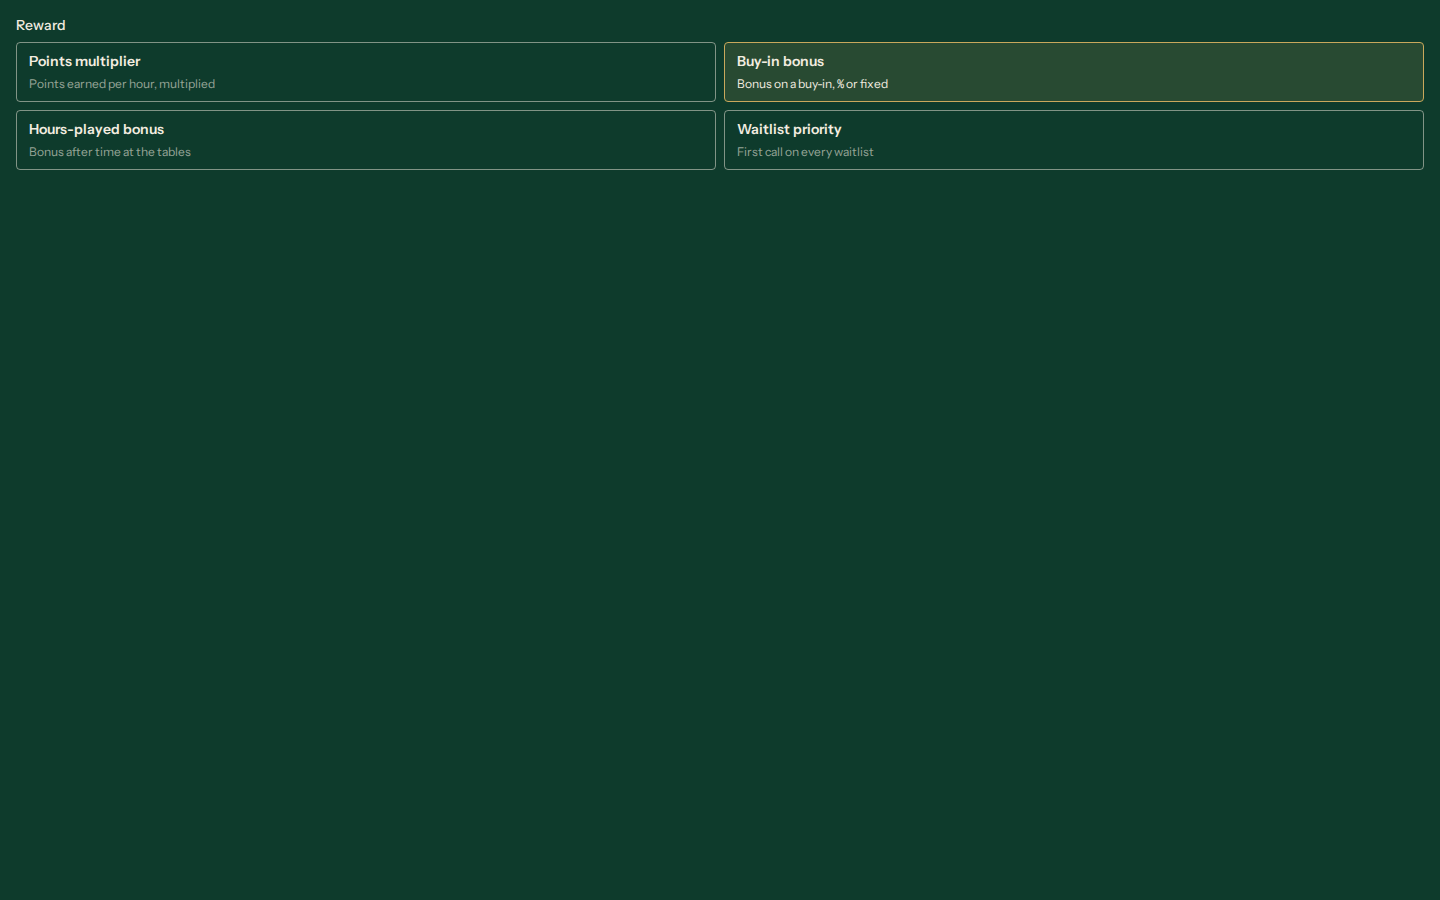 Reward
Points multiplier
Points earned per hour, multiplied
Buy-in bonus
Bonus on a buy-in, % or fixed
Hours-played bonus
Bonus after time at the tables
Waitlist priority
First call on every waitlist